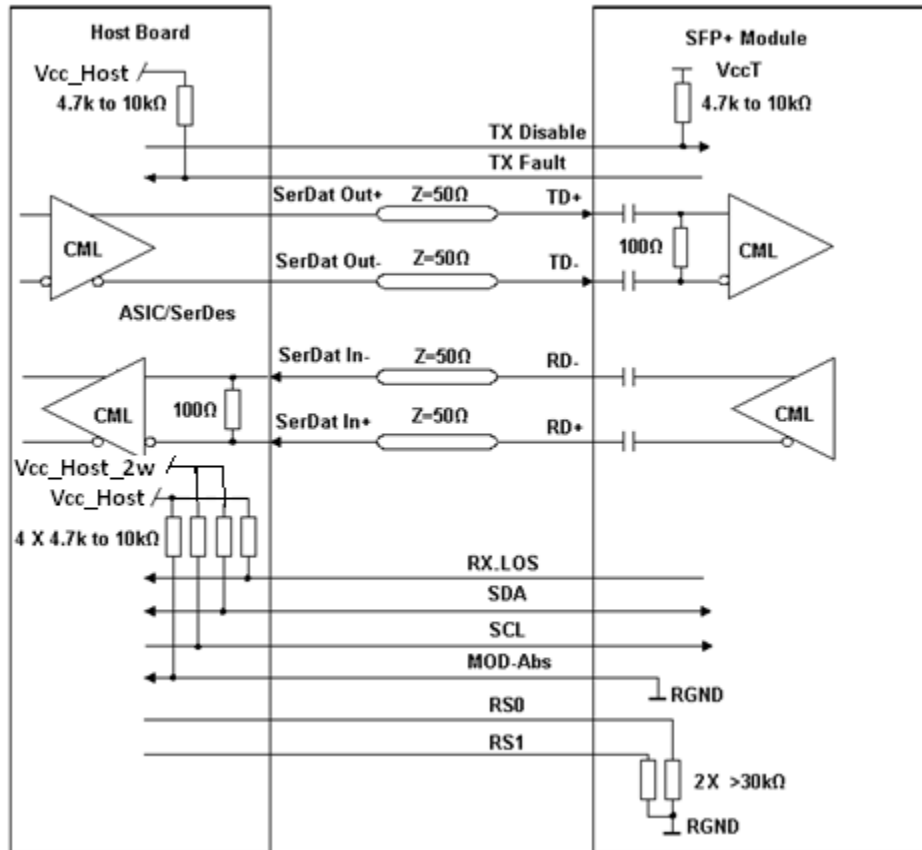 Host Board
SFP+ Module
Vcc_Host
VccT
4.7k to 10kΩ
4.7k to 10kΩ
TX Disable
TX Fault
SerDat Out+
Z=50Ω
TD+
CML
100Ω
CML
SerDat Out-
Z=50Ω
TD-
ASIC/SerDes
SerDat In-
Z=50Ω
RD-
CML
100Ω
SerDat In+
Z=50Ω
RD+
CML
Vcc_Host_2w
Vcc_Host
4 X 4.7k to 10kΩ
RX.LOS
SDA
SCL
MOD-Abs
RGND
RS0
RS1
2X >30kΩ
RGND